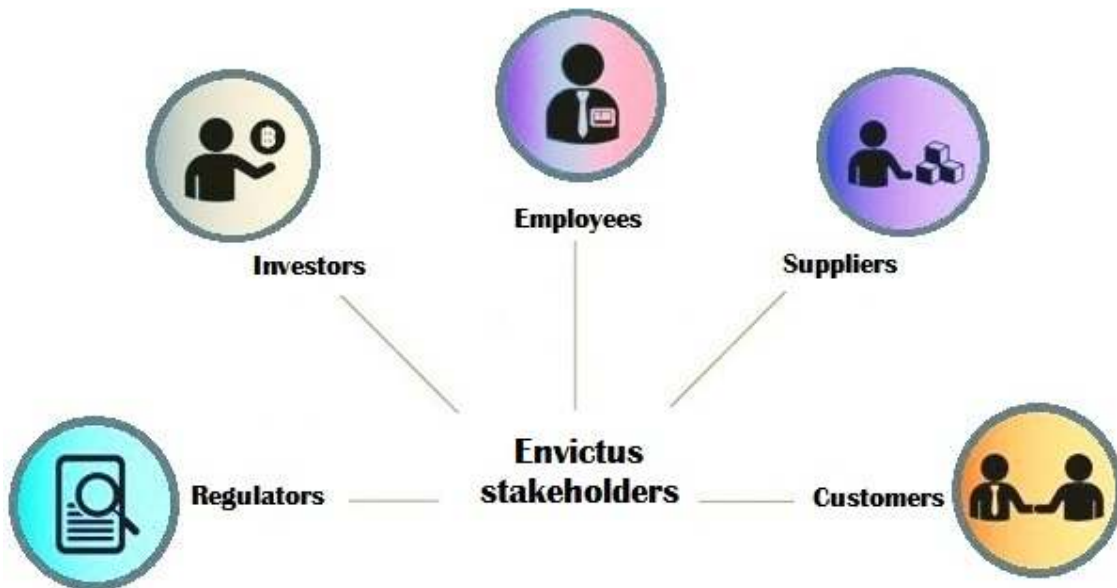 Employees
Investors
Suppliers
Envictus
stakeholders
Regulators
Customers